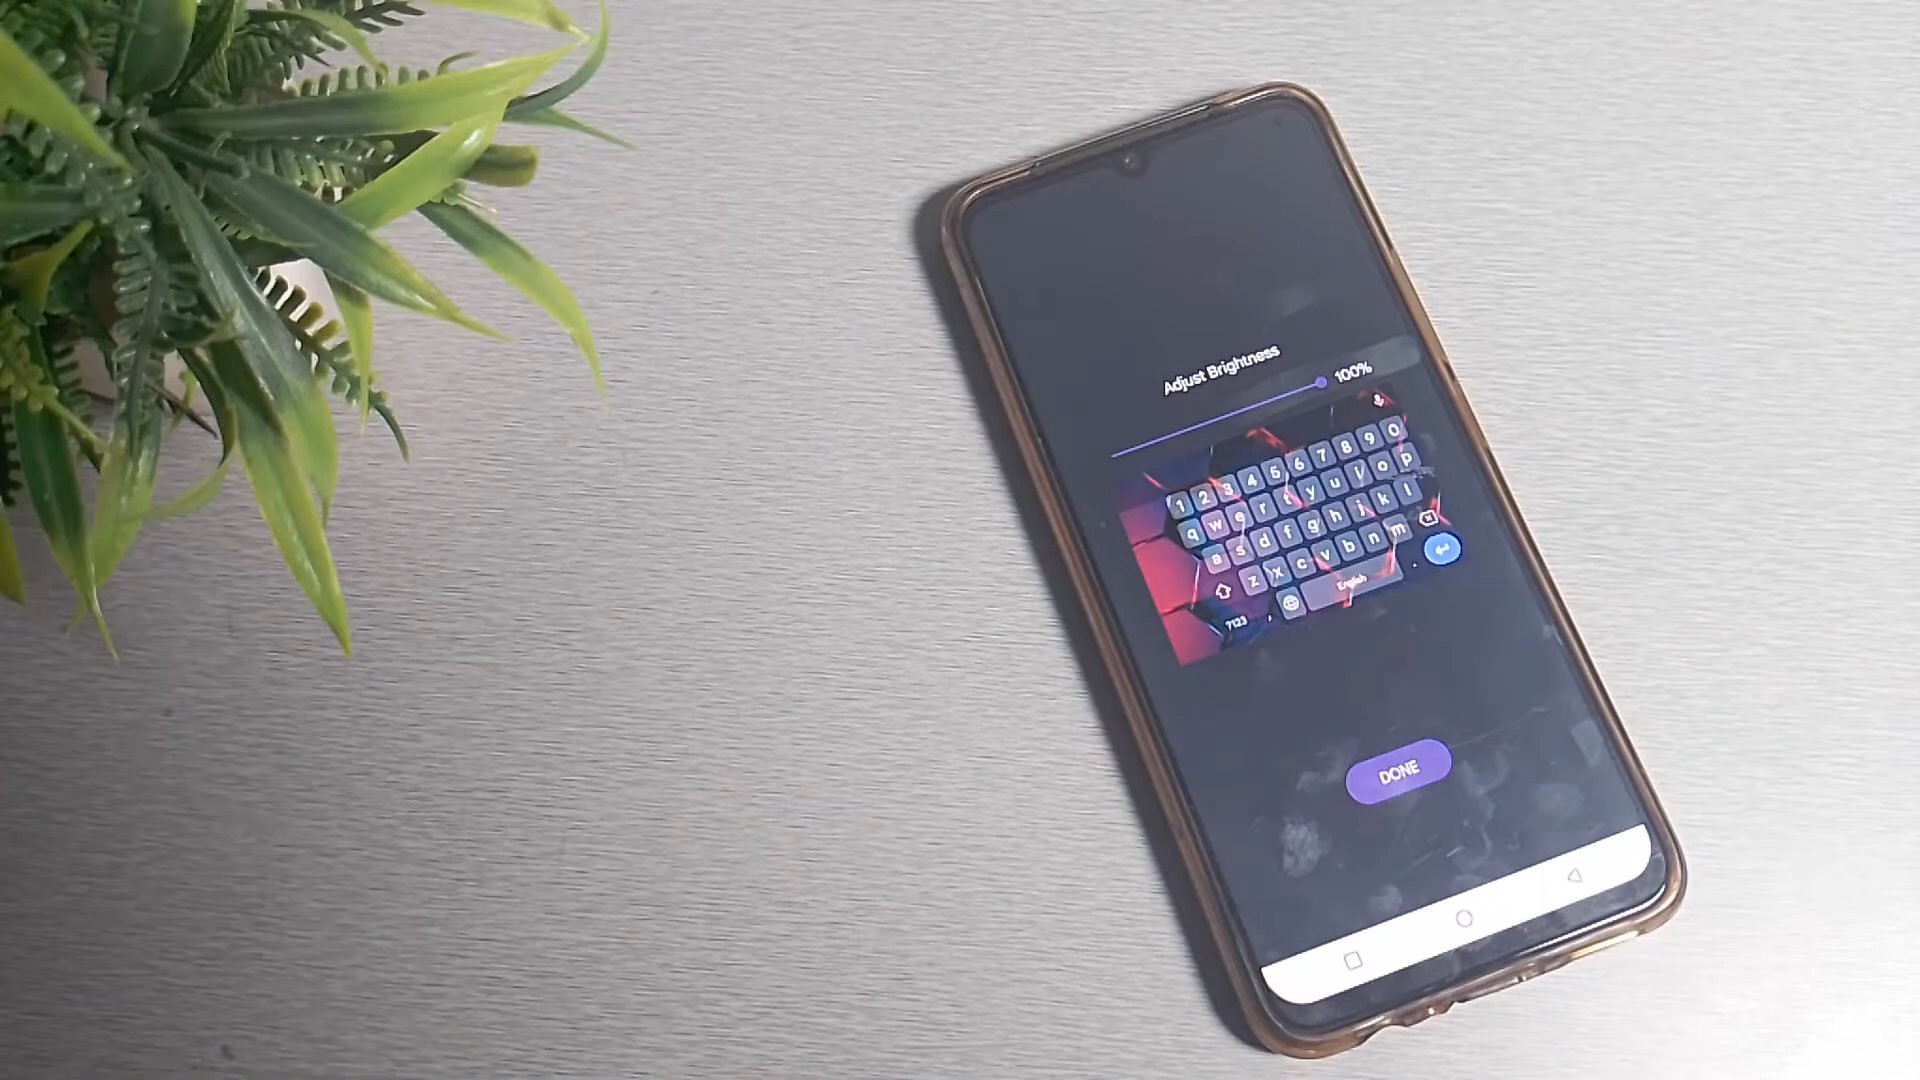 Adjust Brightness
100%
1 2 3 4 5 6 7 8 9 0
q w e r t y u i o p
a s d f g h j k l
z x c v b n m
?123 , English .
DONE